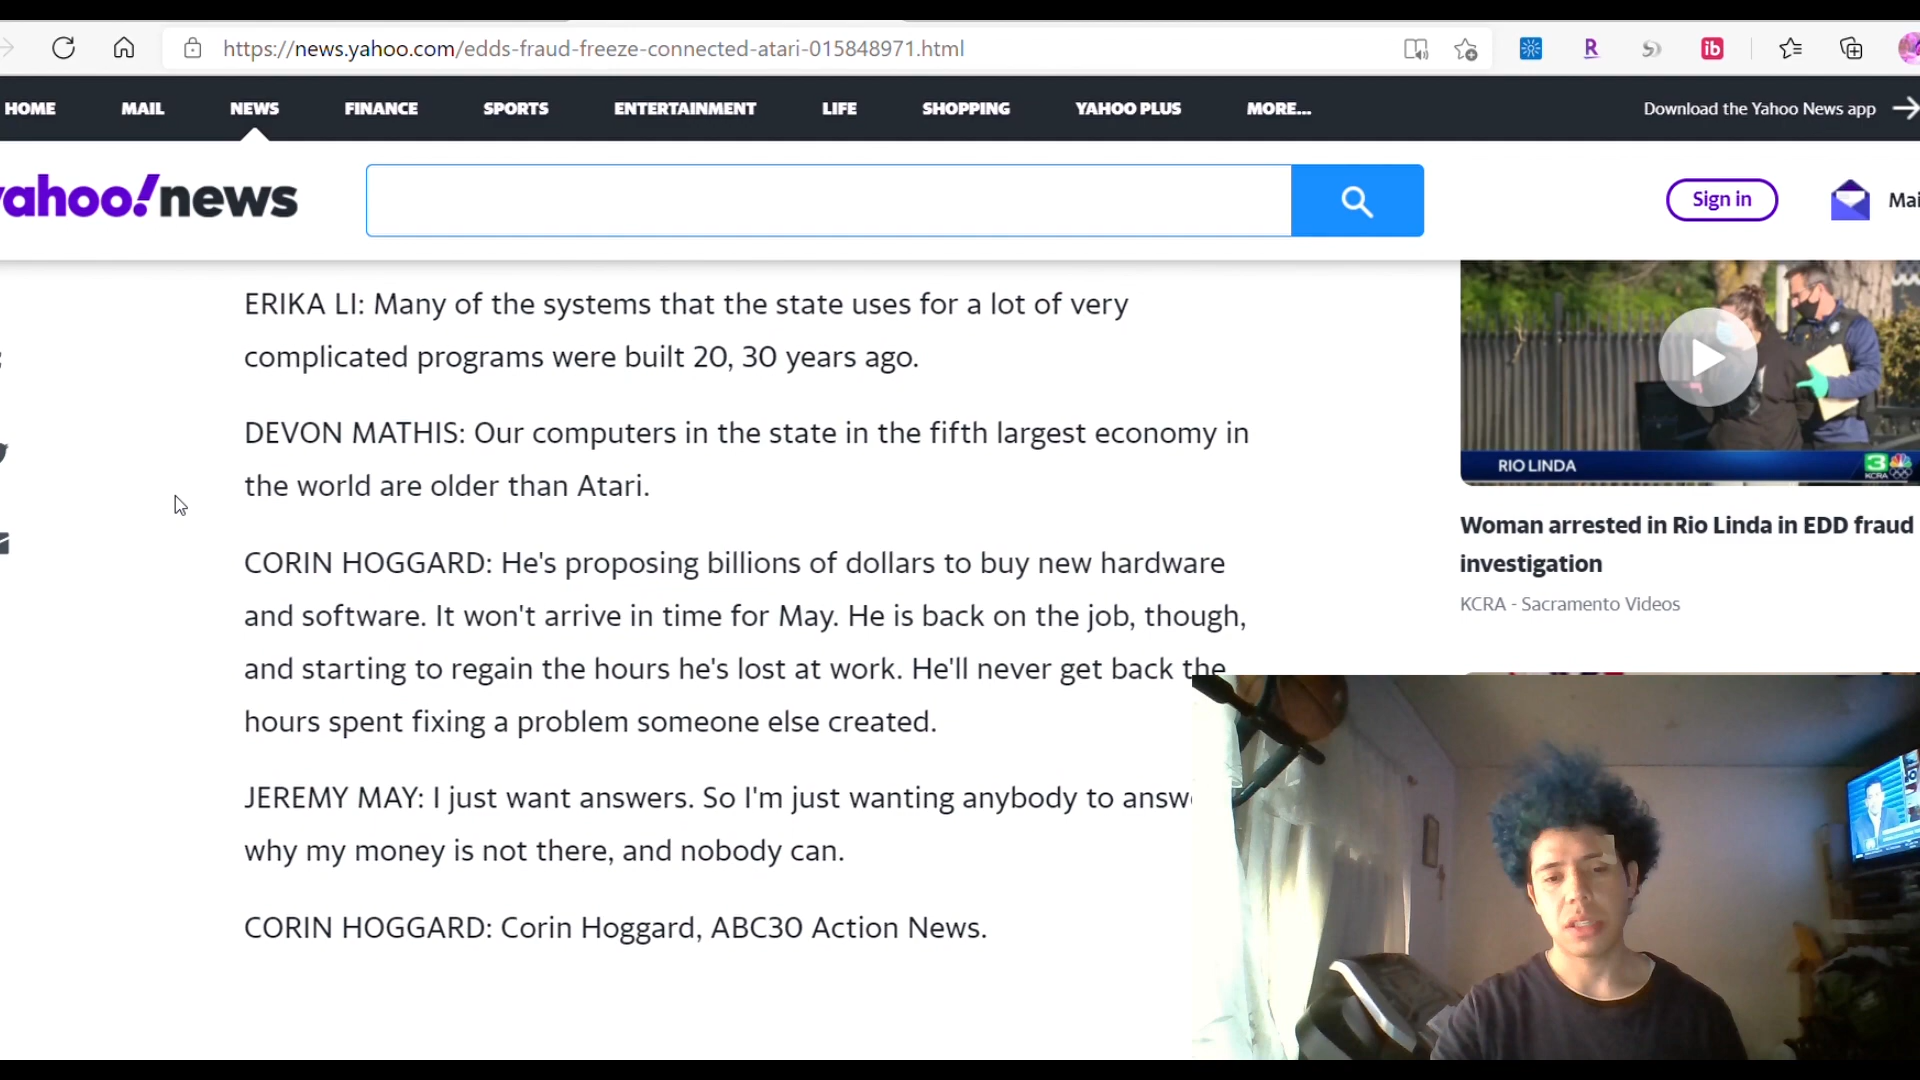 https://news.yahoo.com/edds-fraud-freeze-connected-atari-015848971.html
HOME MAIL NEWS FINANCE SPORTS ENTERTAINMENT LIFE SHOPPING YAHOO PLUS MORE... Download the Yahoo News app
yahoo!news
Sign in
ERIKA LI: Many of the systems that the state uses for a lot of very
complicated programs were built 20, 30 years ago.
DEVON MATHIS: Our computers in the state in the fifth largest economy in
the world are older than Atari.
CORIN HOGGARD: He's proposing billions of dollars to buy new hardware
and software. It won't arrive in time for May. He is back on the job, though,
and starting to regain the hours he's lost at work. He'll never get back the
hours spent fixing a problem someone else created.
JEREMY MAY: I just want answers. So I'm just wanting anybody to answ
why my money is not there, and nobody can.
CORIN HOGGARD: Corin Hoggard, ABC30 Action News.
RIO LINDA
3
KCRA
Woman arrested in Rio Linda in EDD fraud
investigation
KCRA - Sacramento Videos
R
ib
Mai